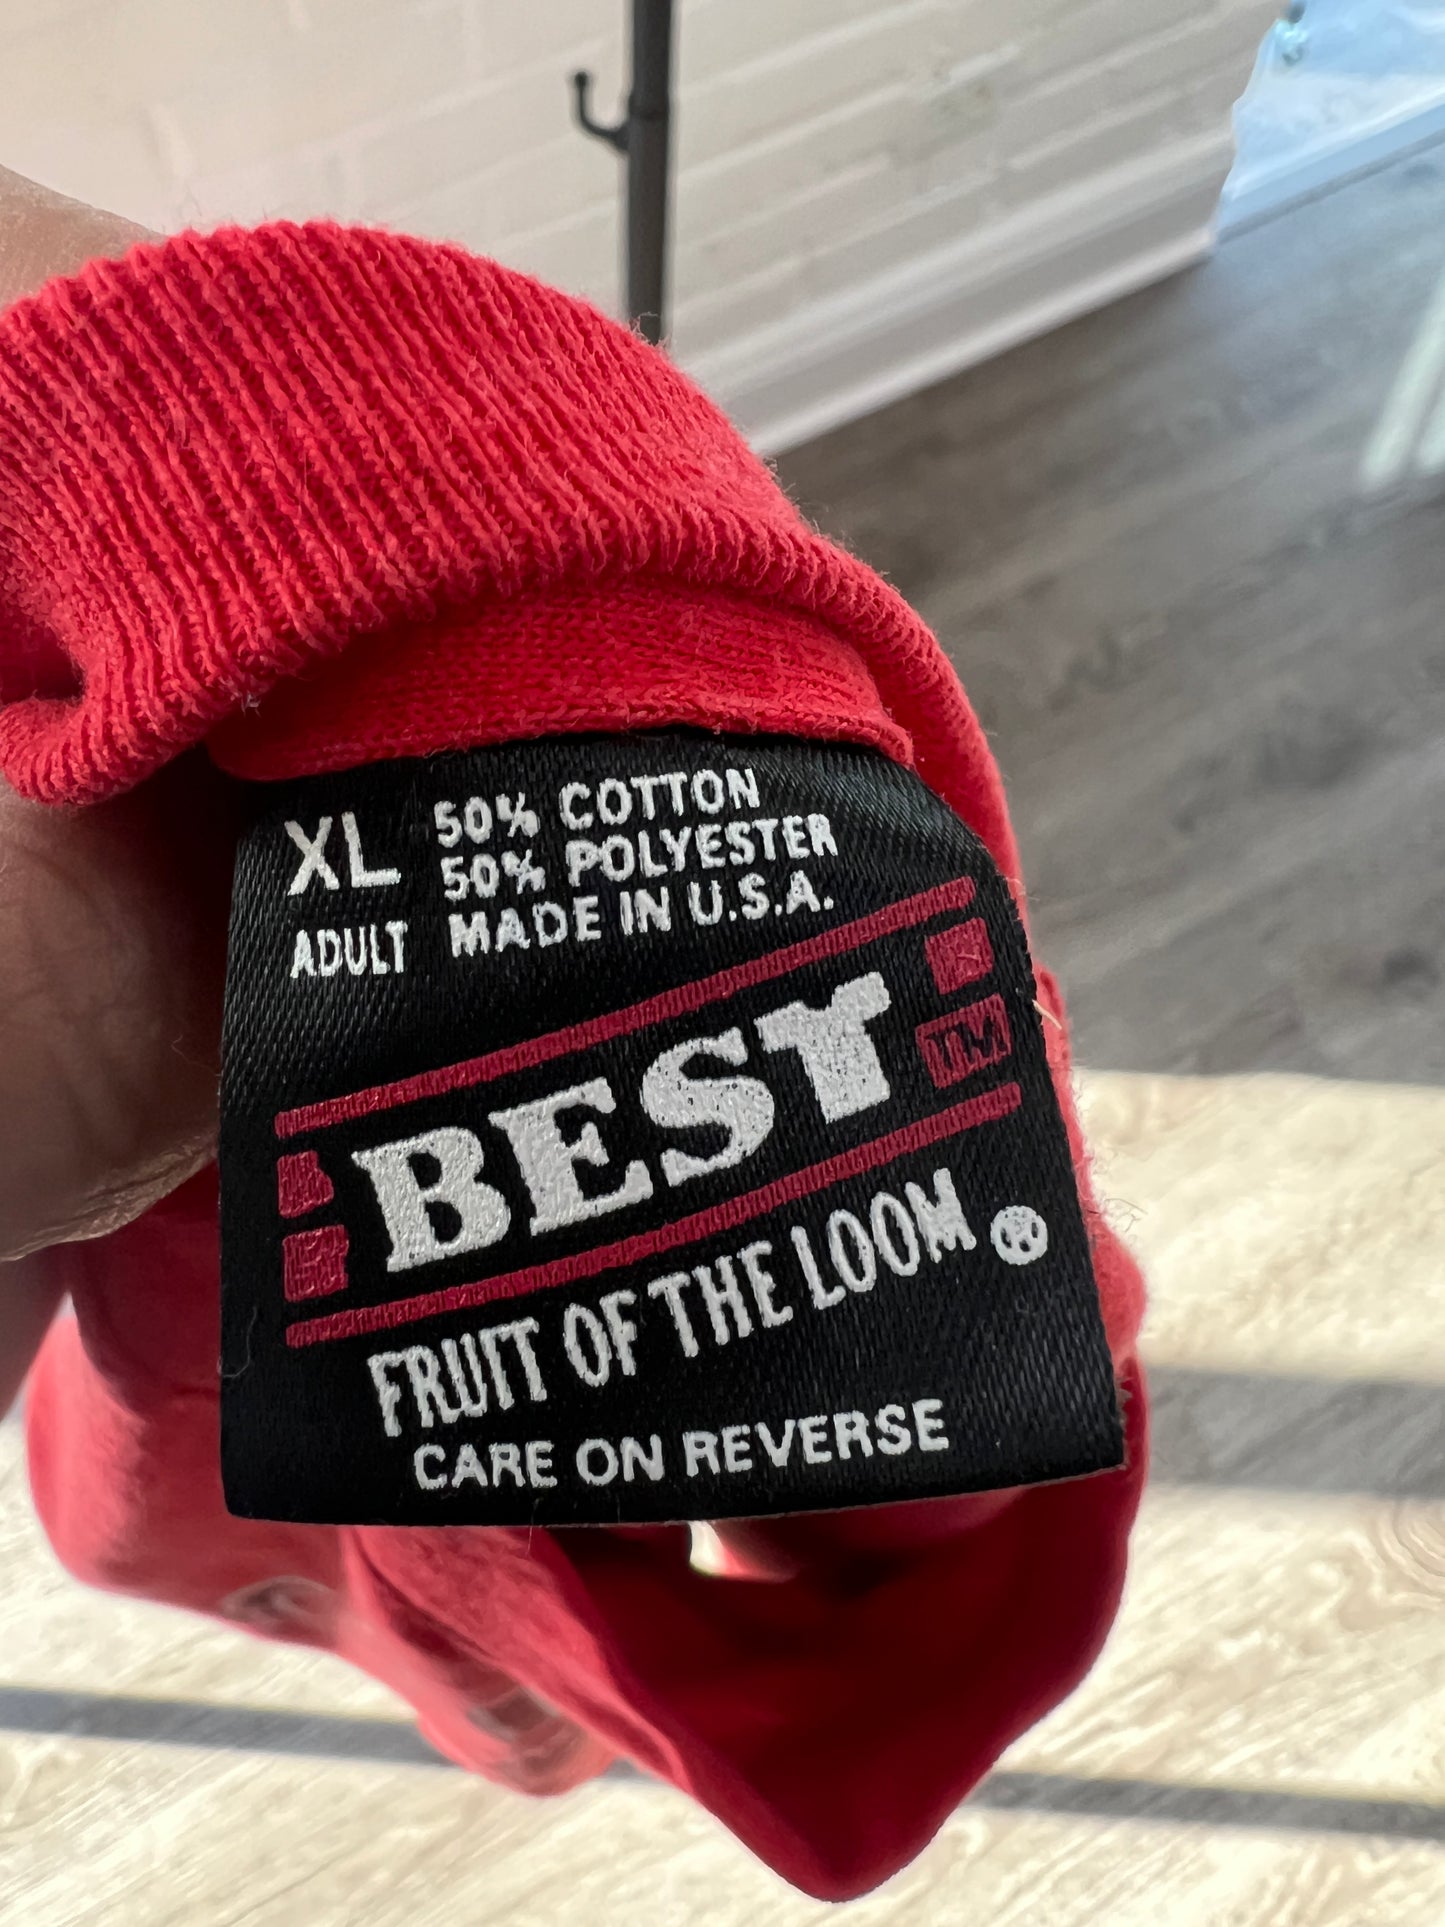 XL 50% COTTON
50% POLYESTER
ADULT MADE IN U.S.A.
BEST TM
FRUIT OF THE LOOM ®
CARE ON REVERSE